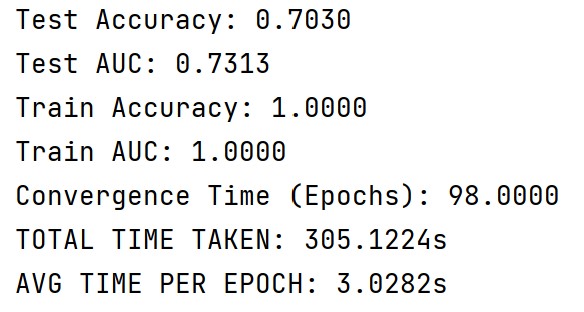 Test Accuracy: 0.7030
Test AUC: 0.7313
Train Accuracy: 1.0000
Train AUC: 1.0000
Convergence Time (Epochs): 98.0000
TOTAL TIME TAKEN: 305.1224s
AVG TIME PER EPOCH: 3.0282s